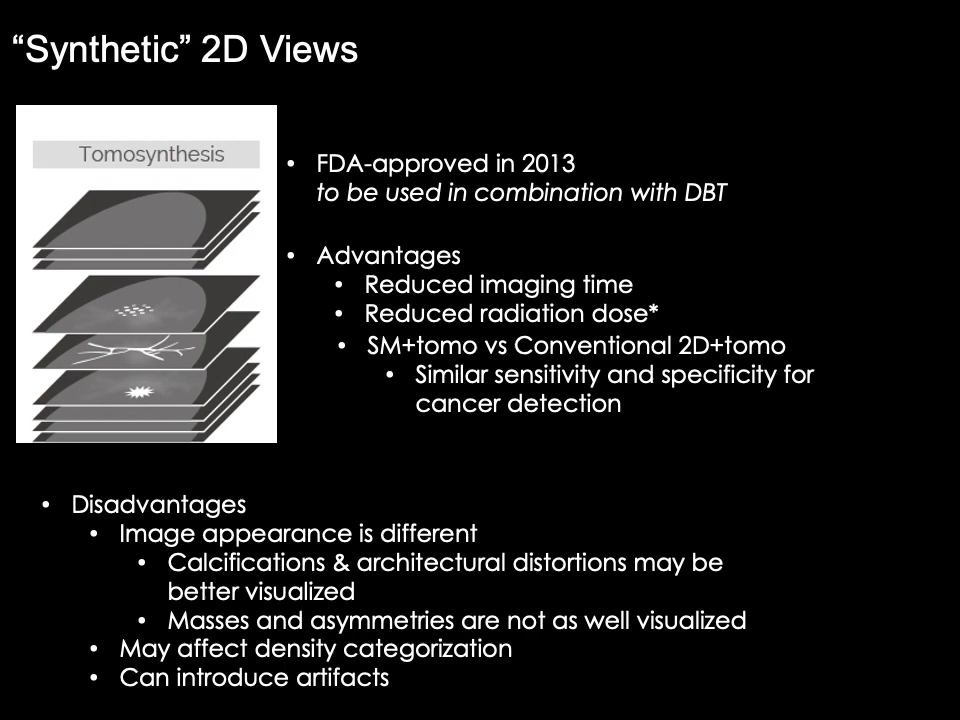 “Synthetic” 2D Views
Tomosynthesis
• FDA-approved in 2013
to be used in combination with DBT
• Advantages
• Reduced imaging time
• Reduced radiation dose*
• SM+tomo vs Conventional 2D+tomo
• Similar sensitivity and specificity for
cancer detection
• Disadvantages
• Image appearance is different
• Calcifications & architectural distortions may be
better visualized
• Masses and asymmetries are not as well visualized
• May affect density categorization
• Can introduce artifacts